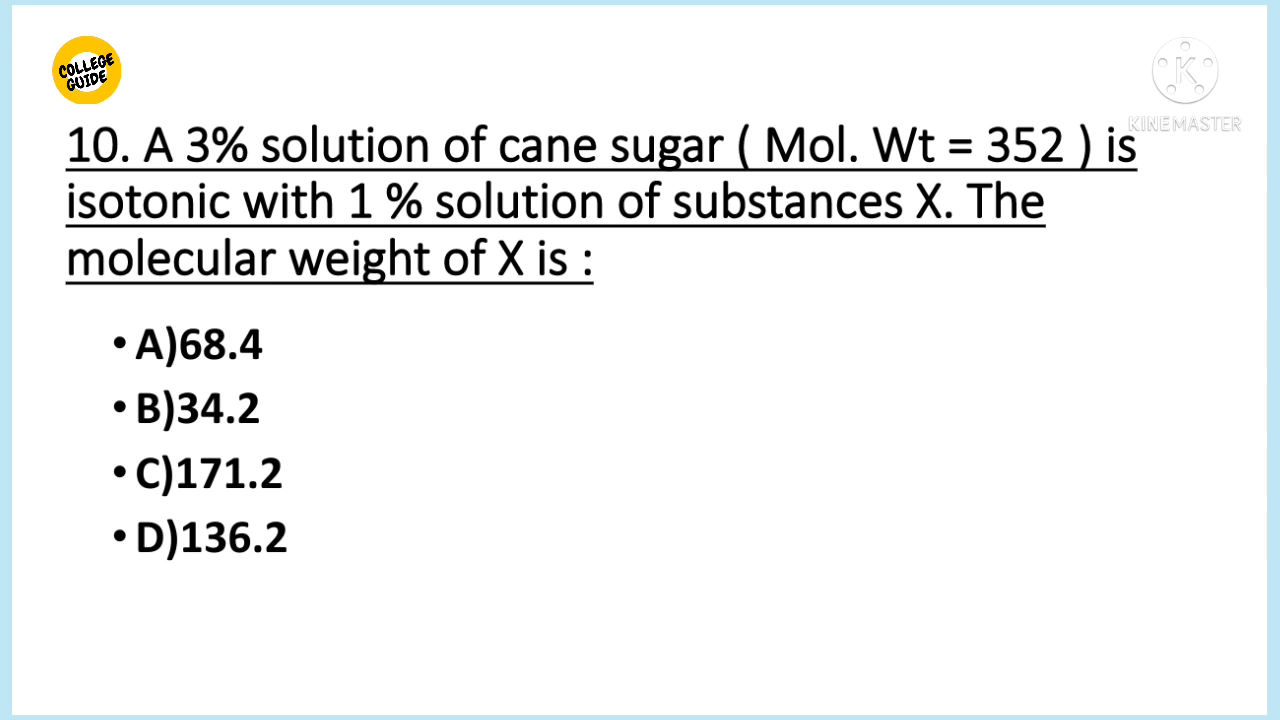 COLLEGE
GUIDE
K
KINEMASTER
10. A 3% solution of cane sugar ( Mol. Wt = 352 ) is
isotonic with 1 % solution of substances X. The
molecular weight of X is :
• A)68.4
• B)34.2
• C)171.2
• D)136.2